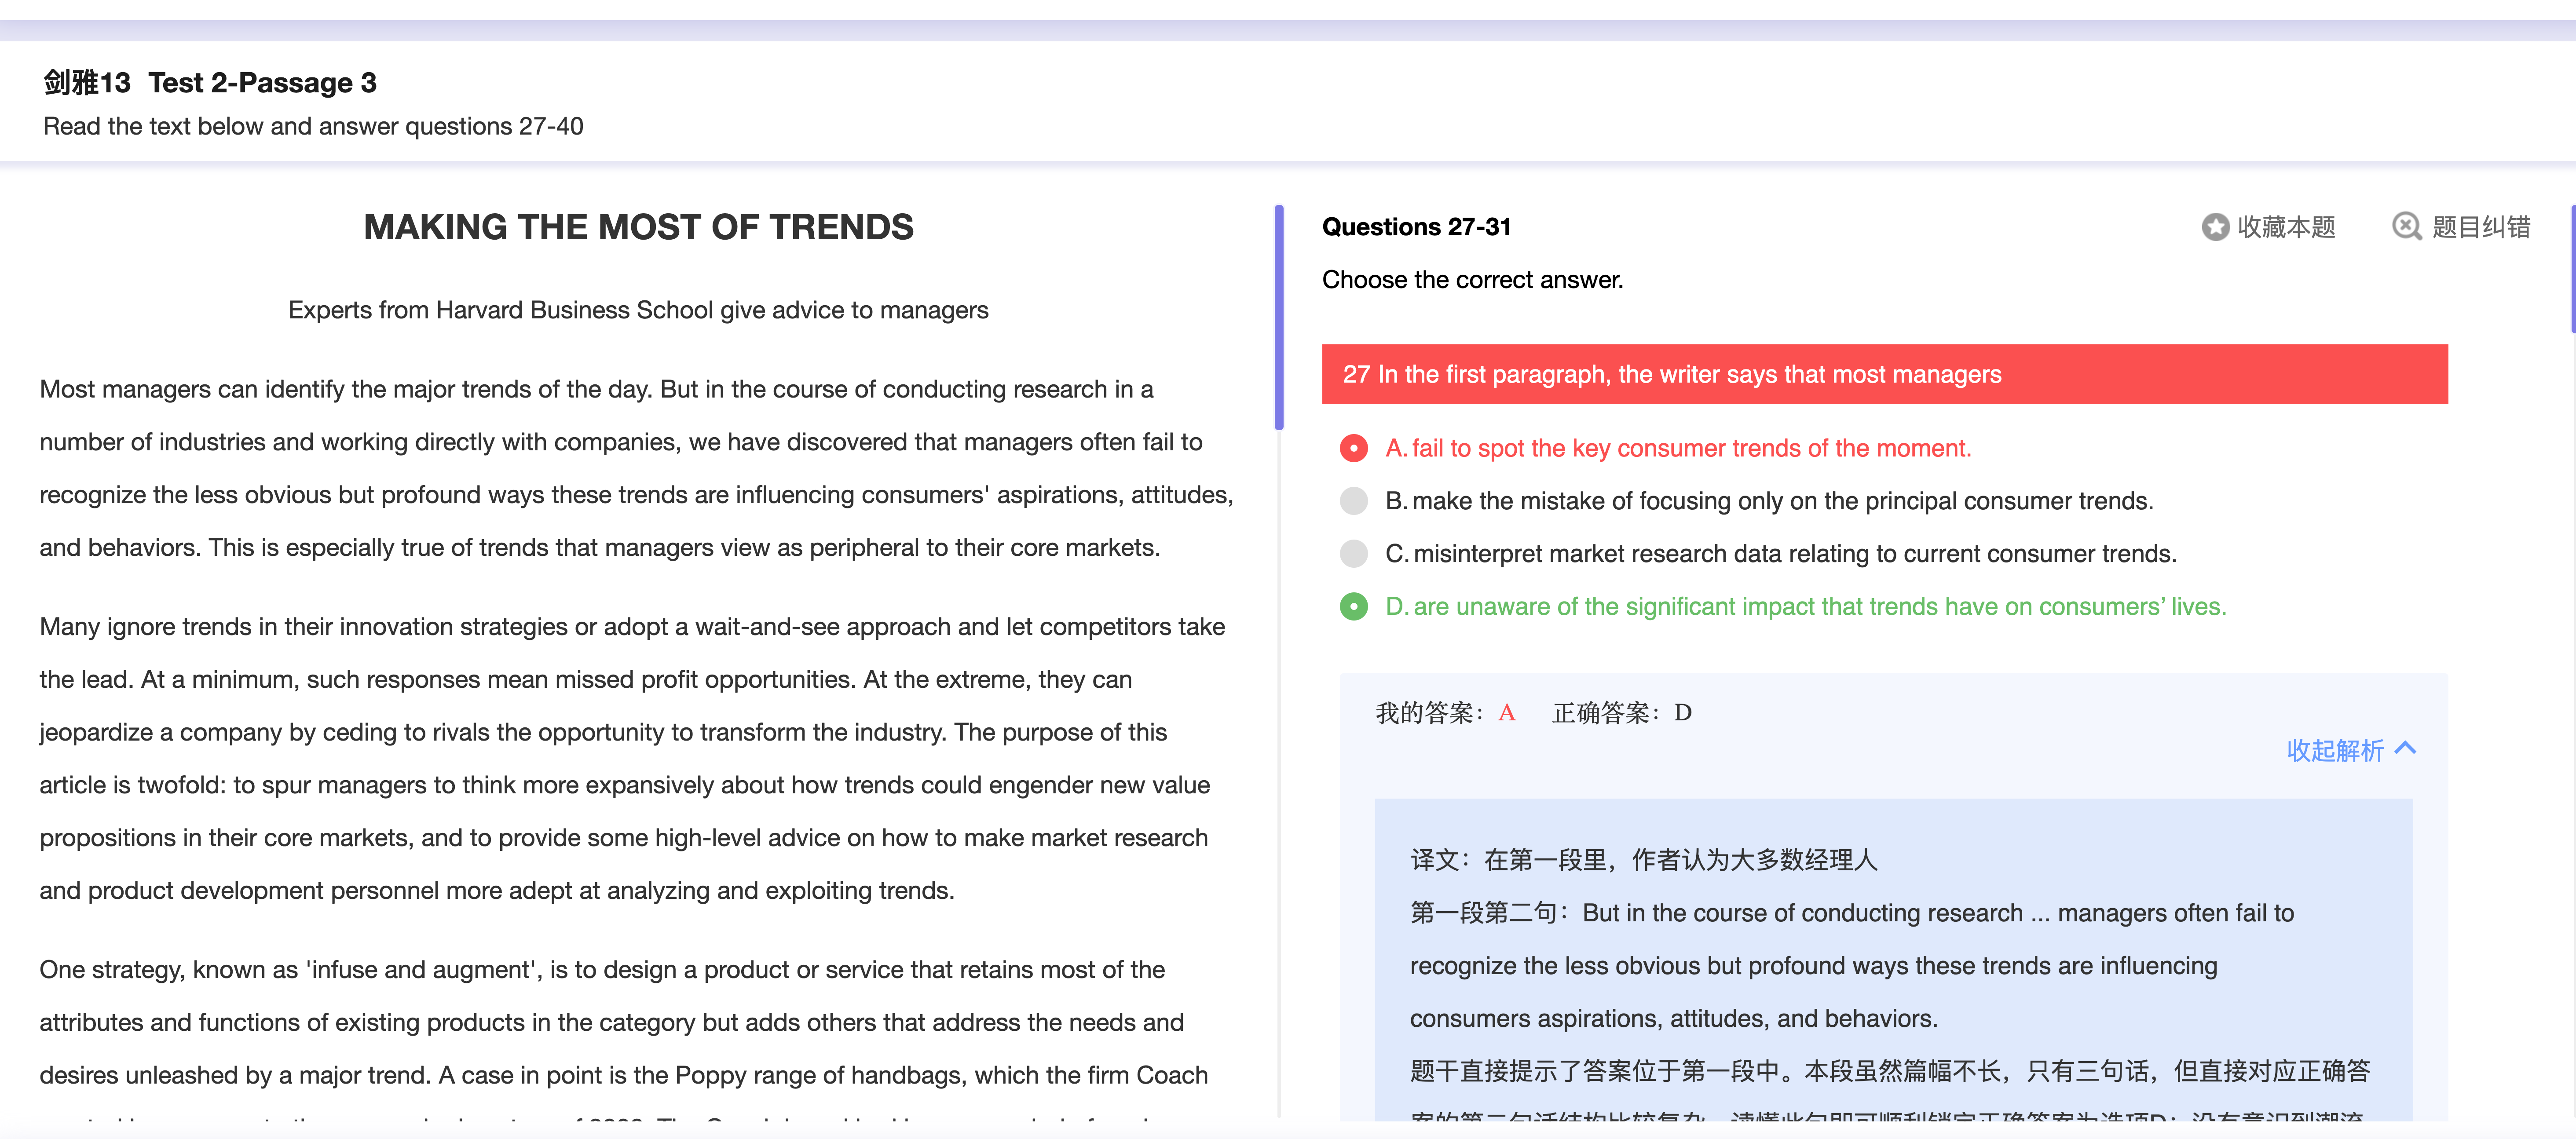 剑雅13 Test 2-Passage 3
Read the text below and answer questions 27-40
MAKING THE MOST OF TRENDS
Experts from Harvard Business School give advice to managers
Most managers can identify the major trends of the day. But in the course of conducting research in a
number of industries and working directly with companies, we have discovered that managers often fail to
recognize the less obvious but profound ways these trends are influencing consumers' aspirations, attitudes,
and behaviors. This is especially true of trends that managers view as peripheral to their core markets.
Many ignore trends in their innovation strategies or adopt a wait-and-see approach and let competitors take
the lead. At a minimum, such responses mean missed profit opportunities. At the extreme, they can
jeopardize a company by ceding to rivals the opportunity to transform the industry. The purpose of this
article is twofold: to spur managers to think more expansively about how trends could engender new value
propositions in their core markets, and to provide some high-level advice on how to make market research
and product development personnel more adept at analyzing and exploiting trends.
One strategy, known as 'infuse and augment', is to design a product or service that retains most of the
attributes and functions of existing products in the category but adds others that address the needs and
desires unleashed by a major trend. A case in point is the Poppy range of handbags, which the firm Coach
Questions 27-31
收藏本题
题目纠错
Choose the correct answer.
27 In the first paragraph, the writer says that most managers
A. fail to spot the key consumer trends of the moment.
B. make the mistake of focusing only on the principal consumer trends.
C. misinterpret market research data relating to current consumer trends.
D. are unaware of the significant impact that trends have on consumers’ lives.
我的答案：A 正确答案：D
收起解析
译文：在第一段里，作者认为大多数经理人
第一段第二句：But in the course of conducting research ... managers often fail to
recognize the less obvious but profound ways these trends are influencing
consumers aspirations, attitudes, and behaviors.
题干直接提示了答案位于第一段中。本段虽然篇幅不长，只有三句话，但直接对应正确答